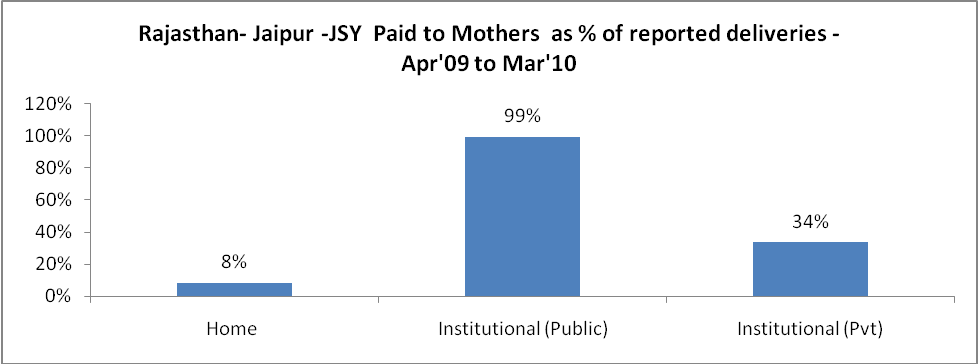 Rajasthan- Jaipur -JSY Paid to Mothers as % of reported deliveries -
Apr'09 to Mar'10
120%
100%
80%
60%
40%
20%
0%
8%
99%
34%
Home
Institutional (Public)
Institutional (Pvt)